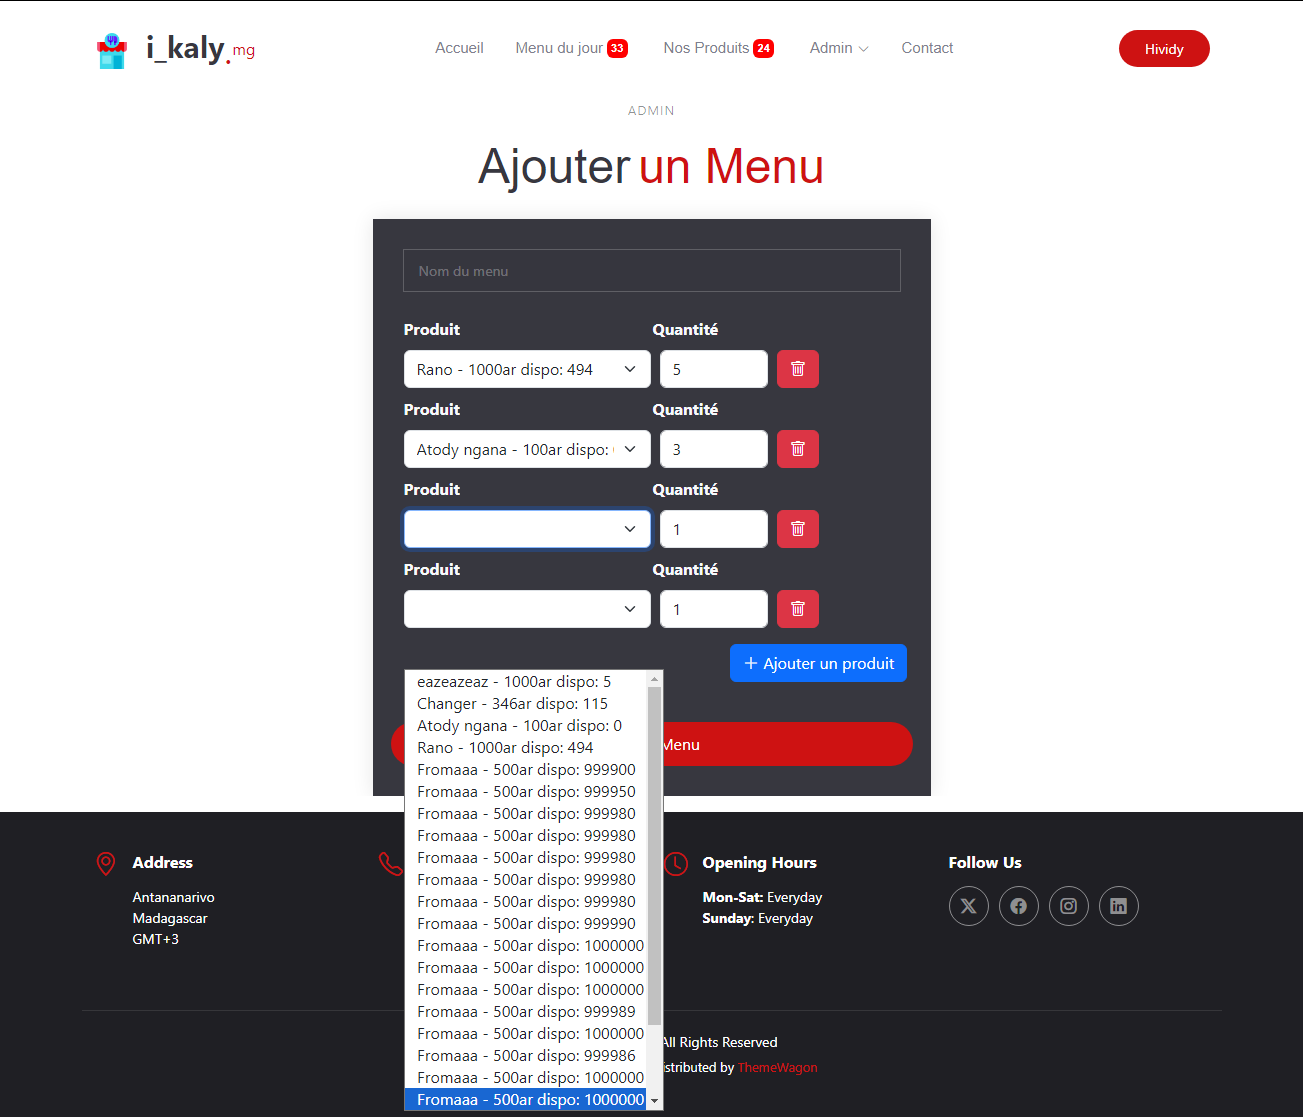 i_kaly.mg
Accueil
Menu du jour 33
Nos Produits 24
Admin
Contact
Hividy
ADMIN
Ajouter un Menu
Nom du menu
Produit Quantité
Rano - 1000ar dispo: 494 5
Produit Quantité
Atody ngana - 100ar dispo: 3
Produit Quantité
1
Produit Quantité
1
+ Ajouter un produit
eazeazeaz - 1000ar dispo: 5
Changer - 346ar dispo: 115
Atody ngana - 100ar dispo: 0
Rano - 1000ar dispo: 494
Fromaaa - 500ar dispo: 999900
Fromaaa - 500ar dispo: 999950
Fromaaa - 500ar dispo: 999980
Fromaaa - 500ar dispo: 999980
Fromaaa - 500ar dispo: 999980
Fromaaa - 500ar dispo: 999980
Fromaaa - 500ar dispo: 999980
Fromaaa - 500ar dispo: 999990
Fromaaa - 500ar dispo: 1000000
Fromaaa - 500ar dispo: 1000000
Fromaaa - 500ar dispo: 1000000
Fromaaa - 500ar dispo: 999989
Fromaaa - 500ar dispo: 1000000
Fromaaa - 500ar dispo: 999986
Fromaaa - 500ar dispo: 1000000
Fromaaa - 500ar dispo: 1000000
Menu
Address
Antananarivo
Madagascar
GMT+3
Opening Hours
Mon-Sat: Everyday
Sunday: Everyday
Follow Us
All Rights Reserved
istributed by ThemeWagon